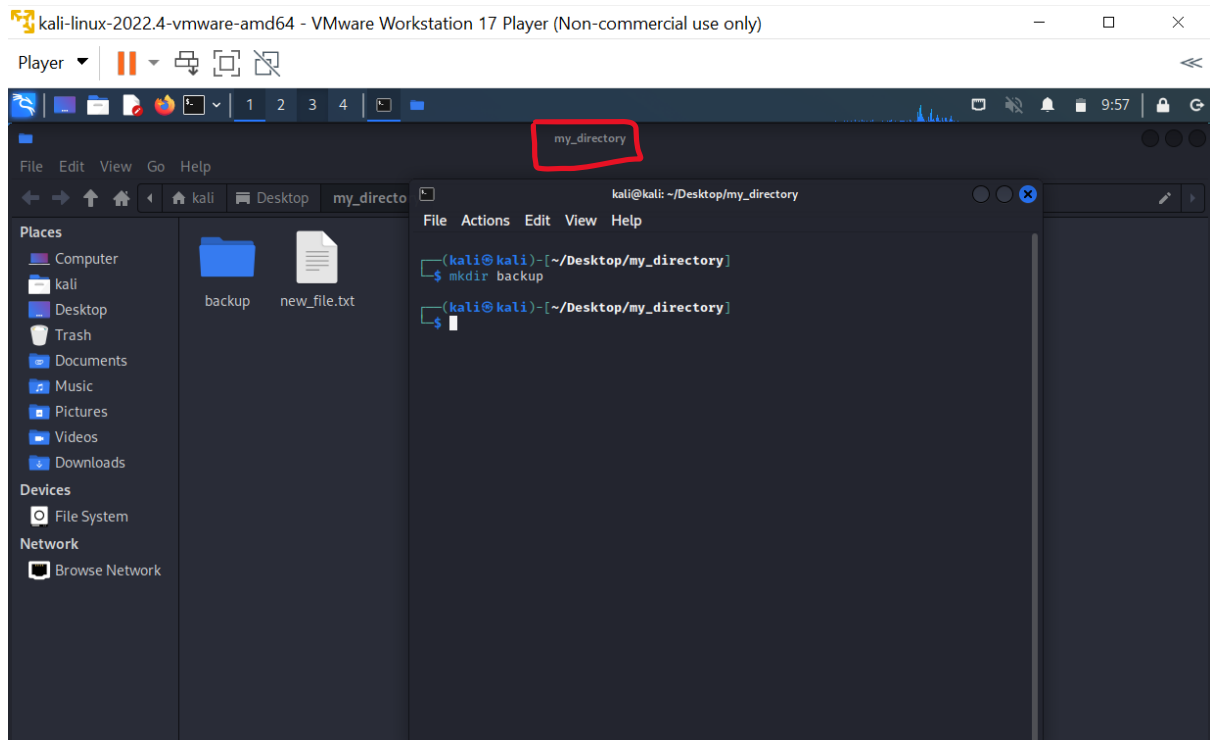 kali-linux-2022.4-vmware-amd64 - VMware Workstation 17 Player (Non-commercial use only)
Player
1 2 3 4 9:57
my_directory
File Edit View Go Help
kali Desktop my_directo
Places
Computer
kali
Desktop
Trash
Documents
Music
Pictures
Videos
Downloads
Devices
File System
Network
Browse Network
backup new_file.txt
kali@kali: ~/Desktop/my_directory
File Actions Edit View Help
┌──(kali㉿kali)-[~/Desktop/my_directory]
└─$ mkdir backup
┌──(kali㉿kali)-[~/Desktop/my_directory]
└─$